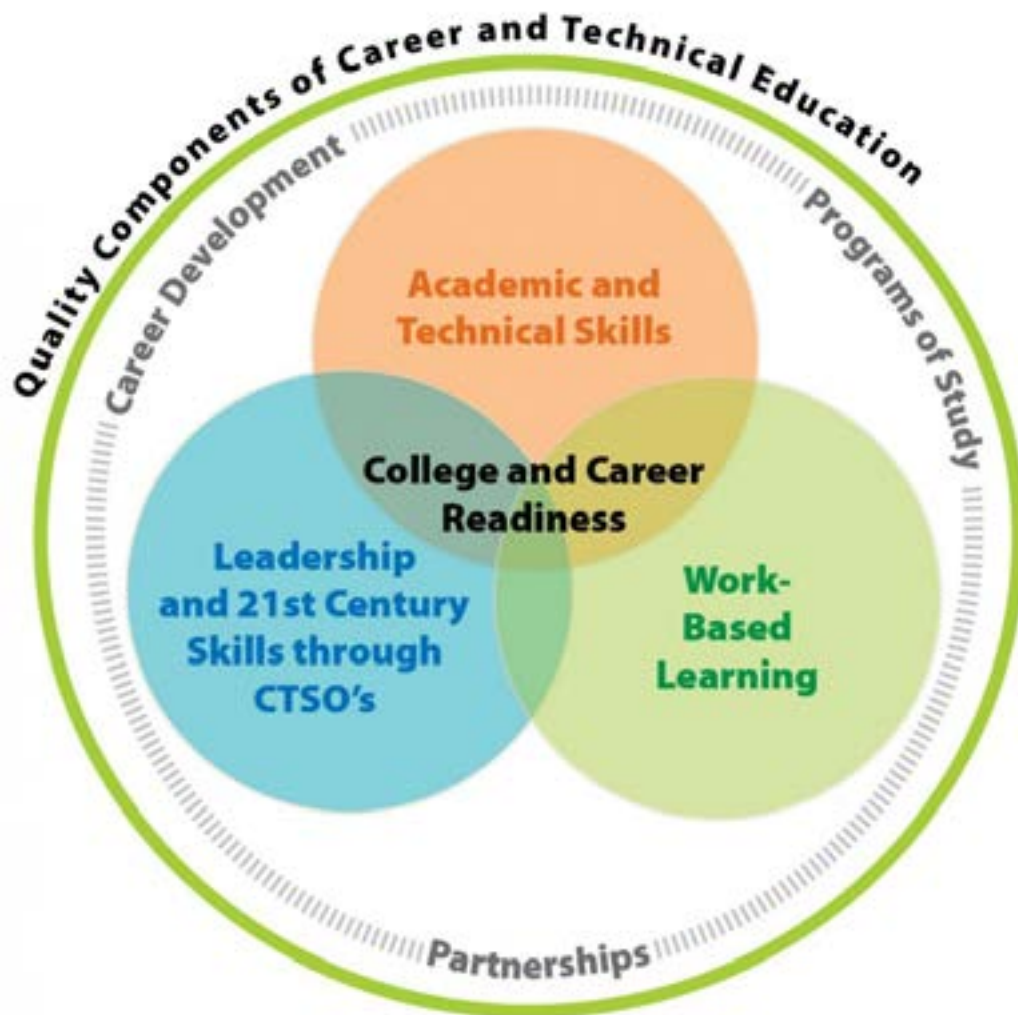 Quality Components of Career and Technical Education
Career Development
Programs of Study
Academic and
Technical Skills
College and Career
Readiness
Leadership
and 21st Century
Skills through
CTSO's
Work-
Based
Learning
Partnerships